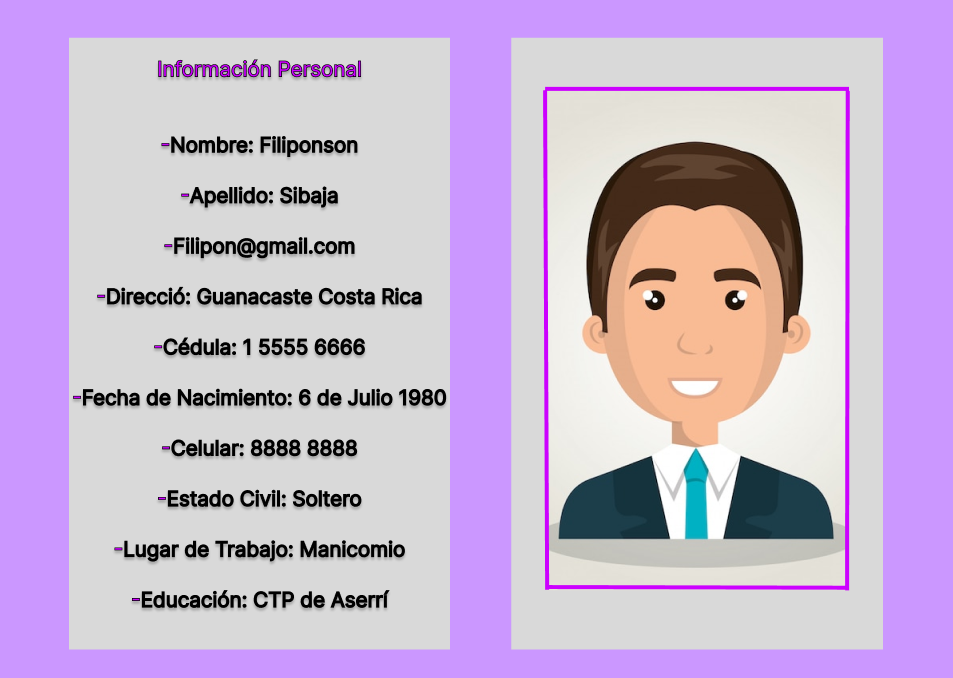 Información Personal
-Nombre: Filiponson
-Apellido: Sibaja
-Filipon@gmail.com
-Direcció: Guanacaste Costa Rica
-Cédula: 1 5555 6666
-Fecha de Nacimiento: 6 de Julio 1980
-Celular: 8888 8888
-Estado Civil: Soltero
-Lugar de Trabajo: Manicomio
-Educación: CTP de Aserrí